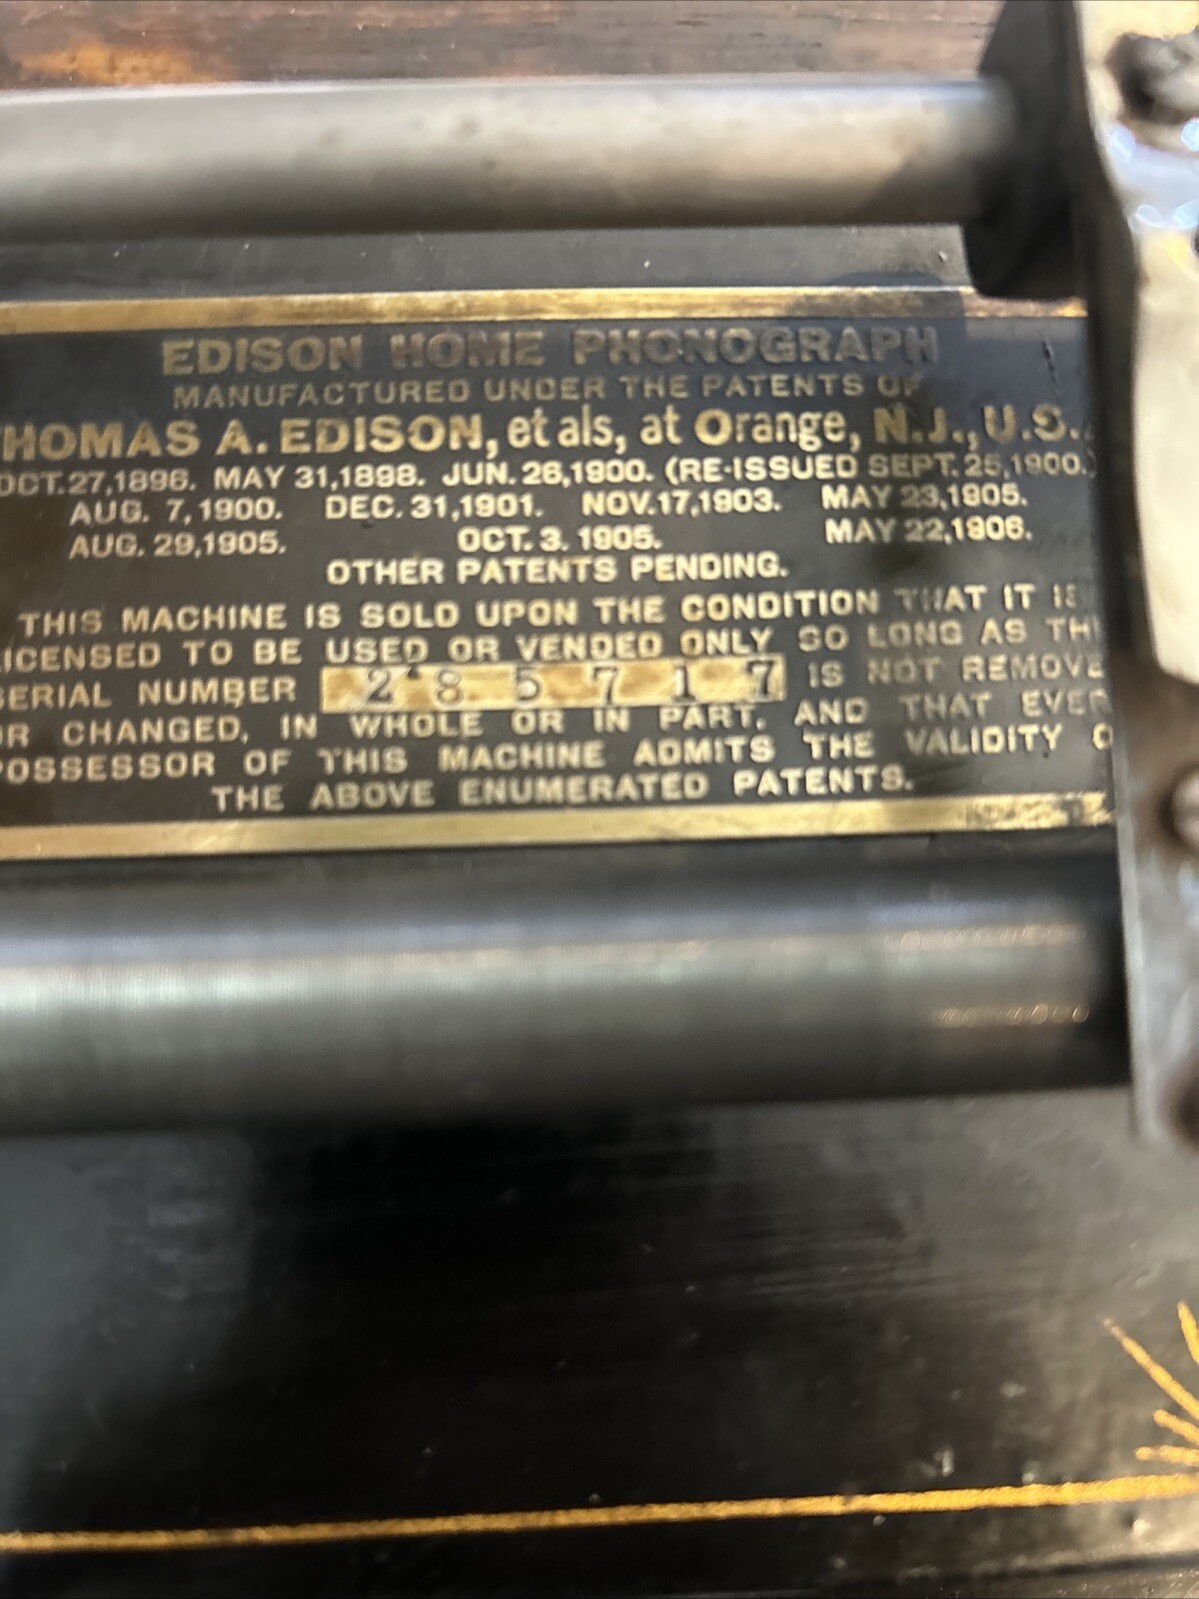 EDISON HOME PHONOGRAPH
MANUFACTURED UNDER THE PATENTS OF
HOMAS A. EDISON, et als, at Orange, N.J., U.S.
OCT. 27, 1896. MAY 31, 1898. JUN. 26, 1900. (RE-ISSUED SEPT. 25, 1900.)
AUG. 7, 1900. DEC. 31, 1901. NOV. 17, 1903. MAY 23, 1905.
AUG. 29, 1905. OCT. 3. 1905. MAY 22, 1906.
OTHER PATENTS PENDING.
THIS MACHINE IS SOLD UPON THE CONDITION THAT IT IS
ICENSED TO BE USED OR VENDED ONLY SO LONG AS TH
SERIAL NUMBER 285717 IS NOT REMOVE
R CHANGED, IN WHOLE OR IN PART, AND THAT EVER
POSSESSOR OF THIS MACHINE ADMITS THE VALIDITY O
THE ABOVE ENUMERATED PATENTS.